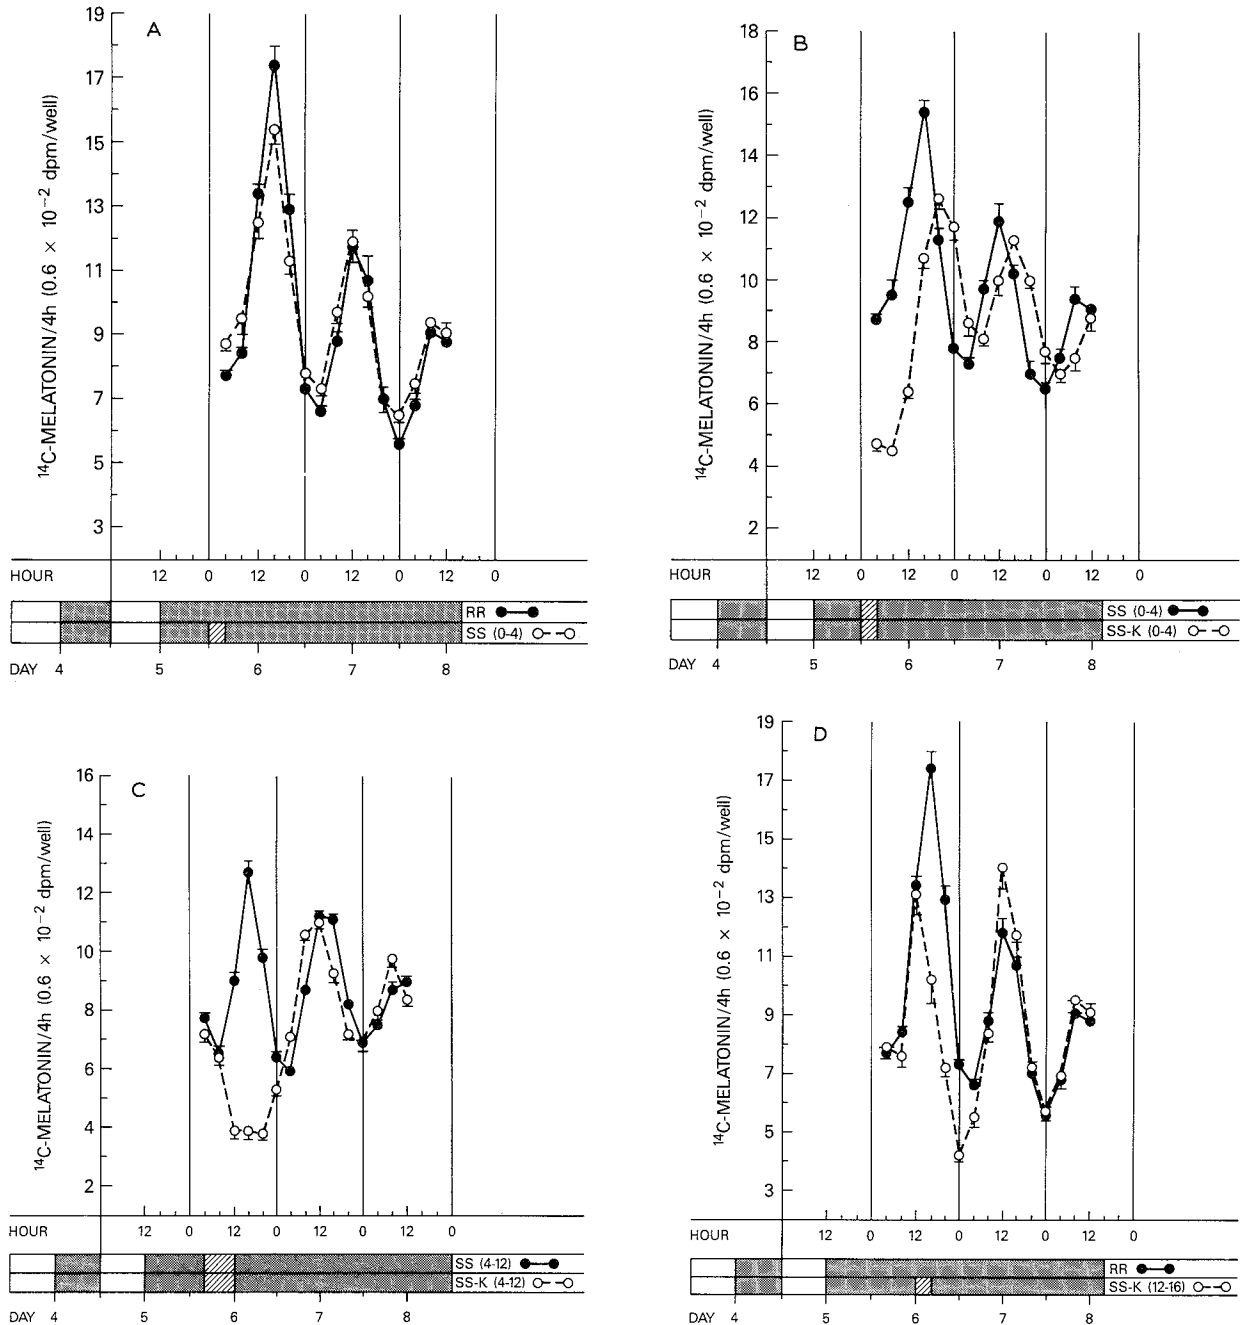 A
19
17
15
13
11
9
7
5
3
¹⁴C-MELATONIN/4h (0.6 × 10⁻² dpm/well)
HOUR 12 0 12 0 12 0 12 0
RR
SS (0-4)
DAY 4 5 6 7 8
B
18
16
14
12
10
8
6
4
2
¹⁴C-MELATONIN/4h (0.6 × 10⁻² dpm/well)
HOUR 12 0 12 0 12 0 12 0
SS (0-4)
SS-K (0-4)
DAY 4 5 6 7 8
C
16
14
12
10
8
6
4
2
¹⁴C-MELATONIN/4h (0.6 × 10⁻² dpm/well)
HOUR 12 0 12 0 12 0 12 0
SS (4-12)
SS-K (4-12)
DAY 4 5 6 7 8
D
19
17
15
13
11
9
7
5
3
¹⁴C-MELATONIN/4h (0.6 × 10⁻² dpm/well)
HOUR 12 0 12 0 12 0 12 0
RR
SS-K (12-16)
DAY 4 5 6 7 8